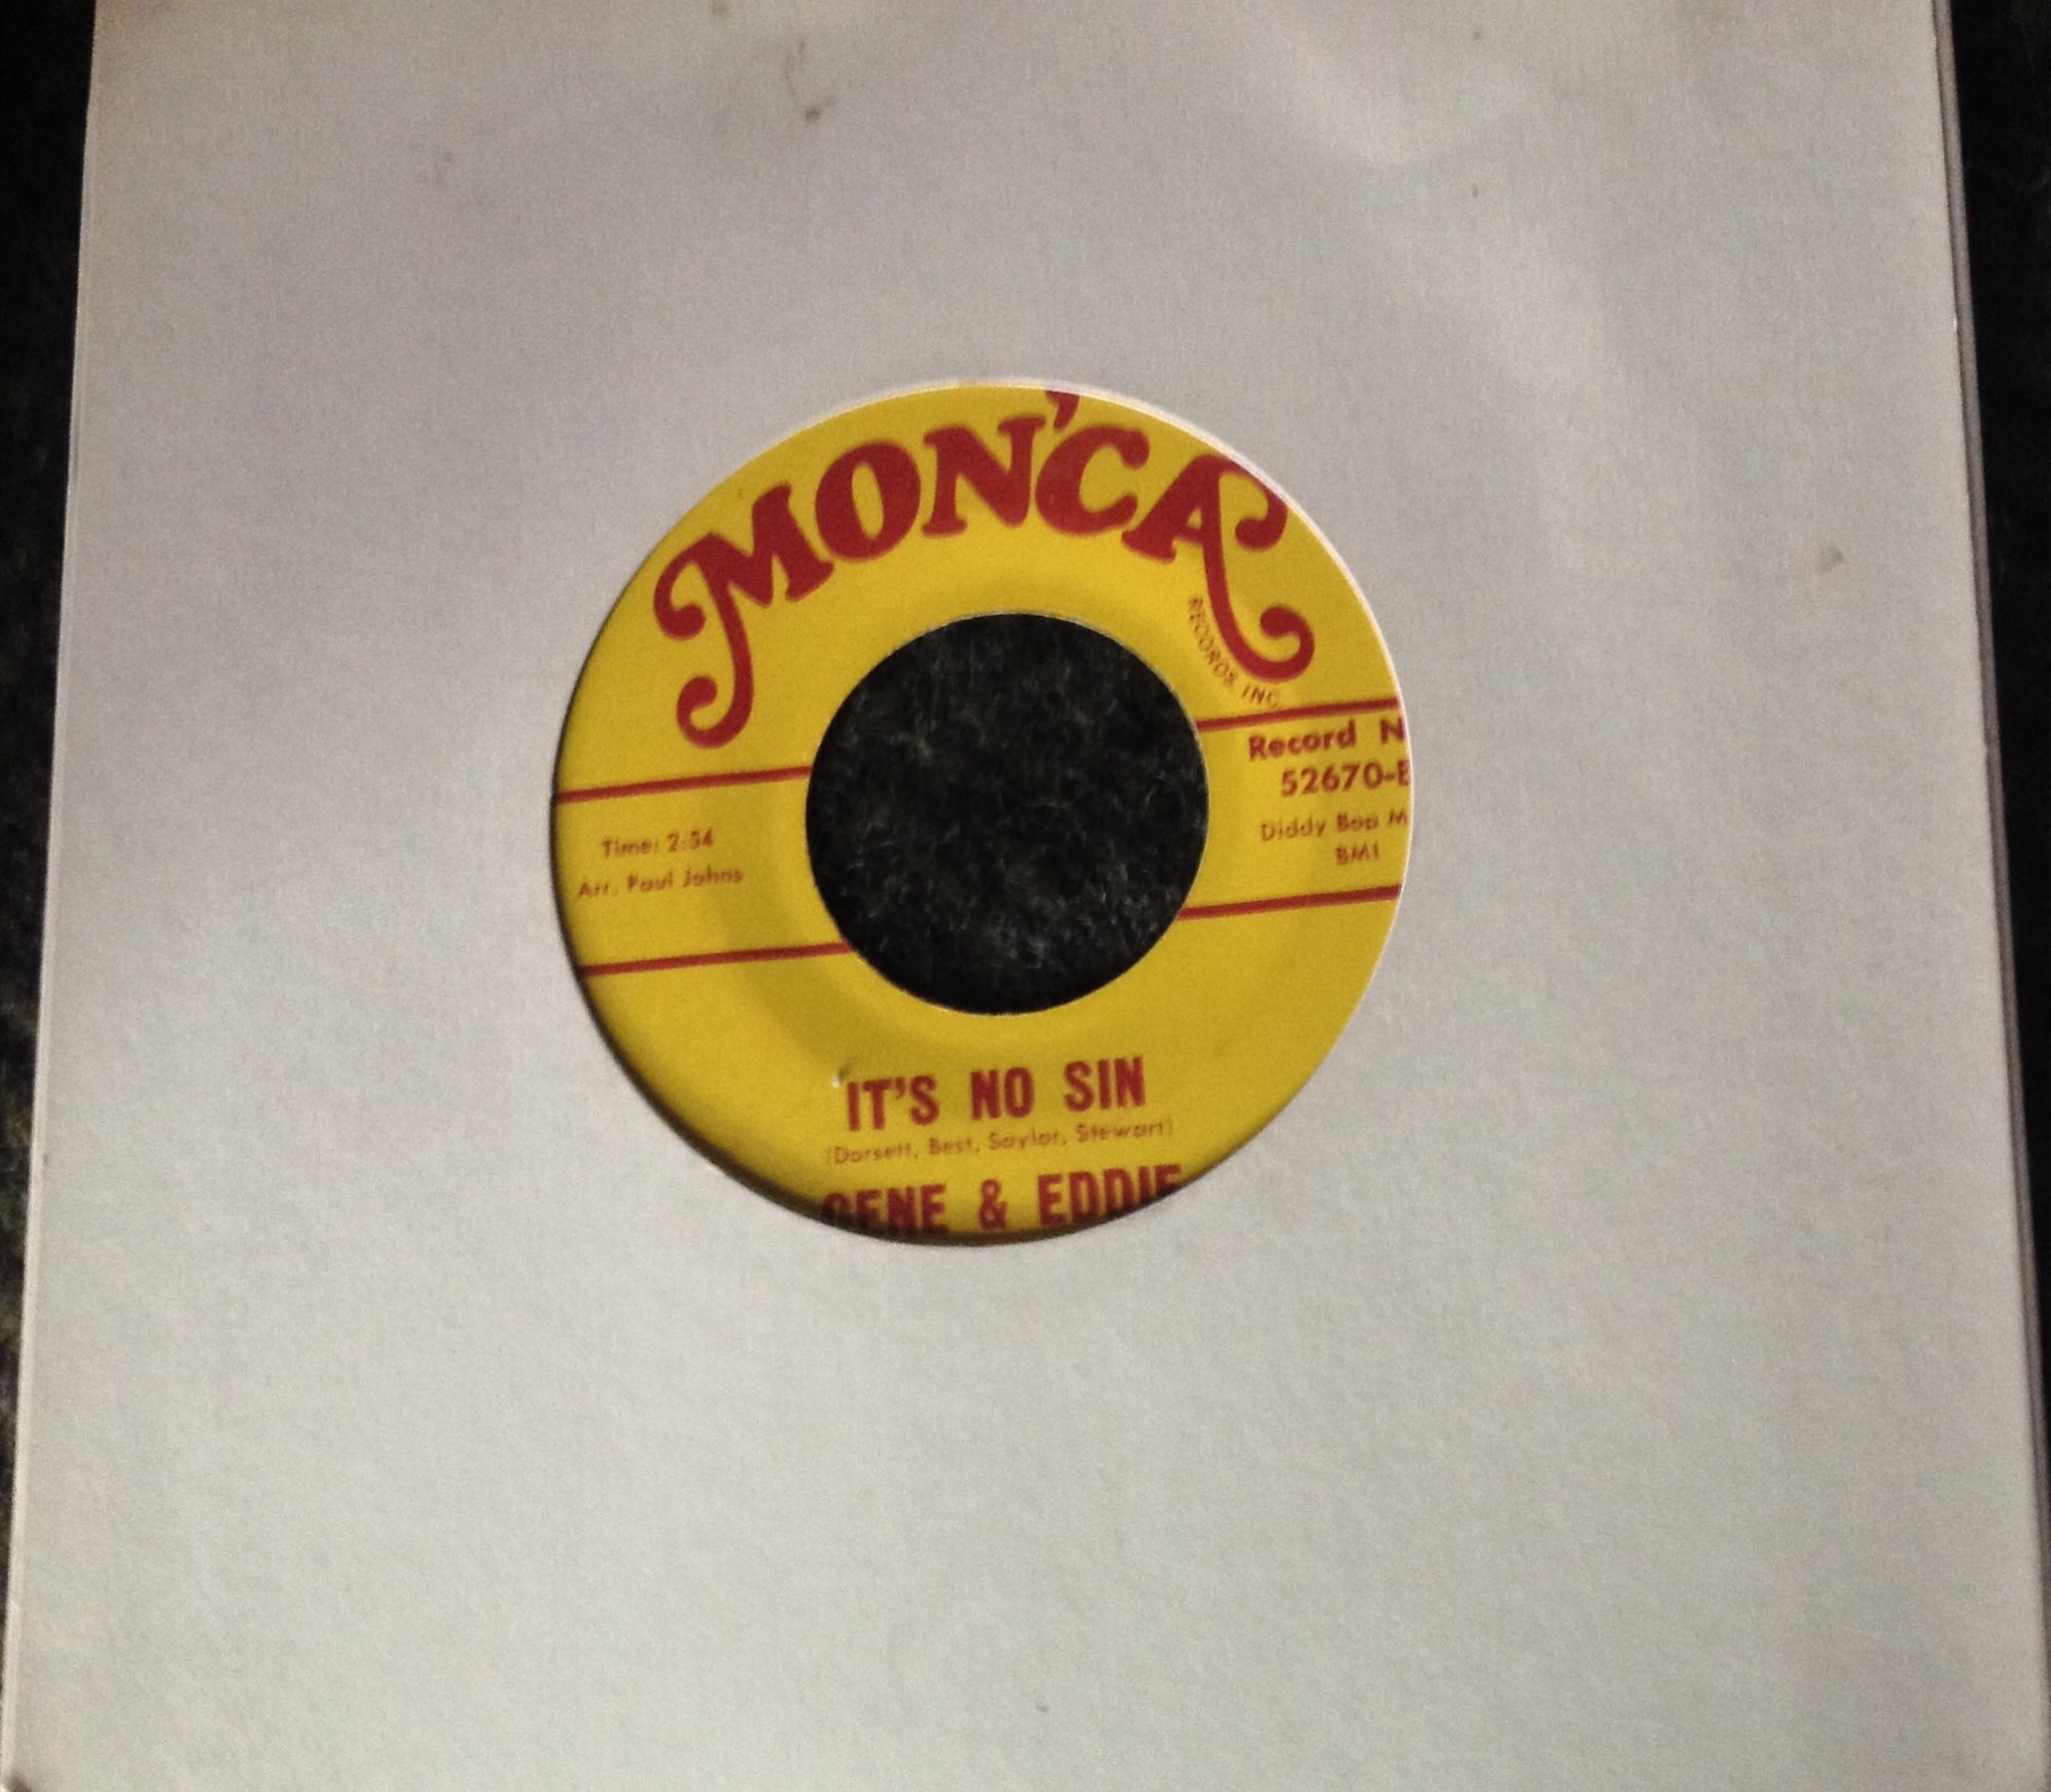 MON'CA
RECORDS, INC.
Record N
52670-B
Diddy Bop M
BMI
Time: 2:54
Arr. Paul Johns
IT'S NO SIN
(Dorsett, Best, Saylor, Stewart)
GENE & EDDIE